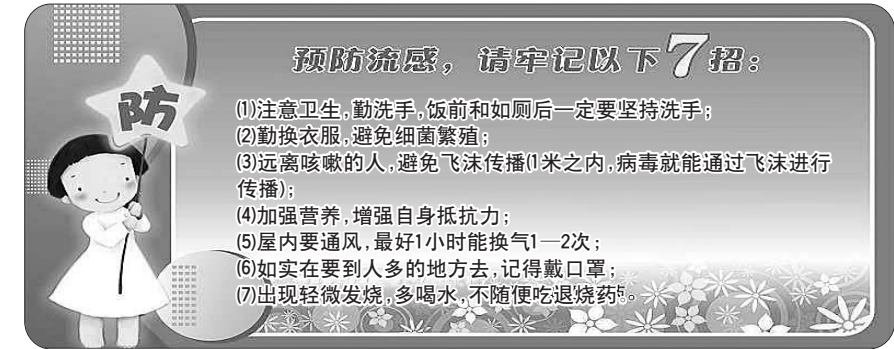 预防流感，请牢记以下7招：
防
(1)注意卫生,勤洗手,饭前和如厕后一定要坚持洗手;
(2)勤换衣服,避免细菌繁殖;
(3)远离咳嗽的人,避免飞沫传播(1米之内,病毒就能通过飞沫进行
传播);
(4)加强营养,增强自身抵抗力;
(5)屋内要通风,最好1小时能换气1—2次;
(6)如实在要到人多的地方去,记得戴口罩;
(7)出现轻微发烧,多喝水,不随便吃退烧药。